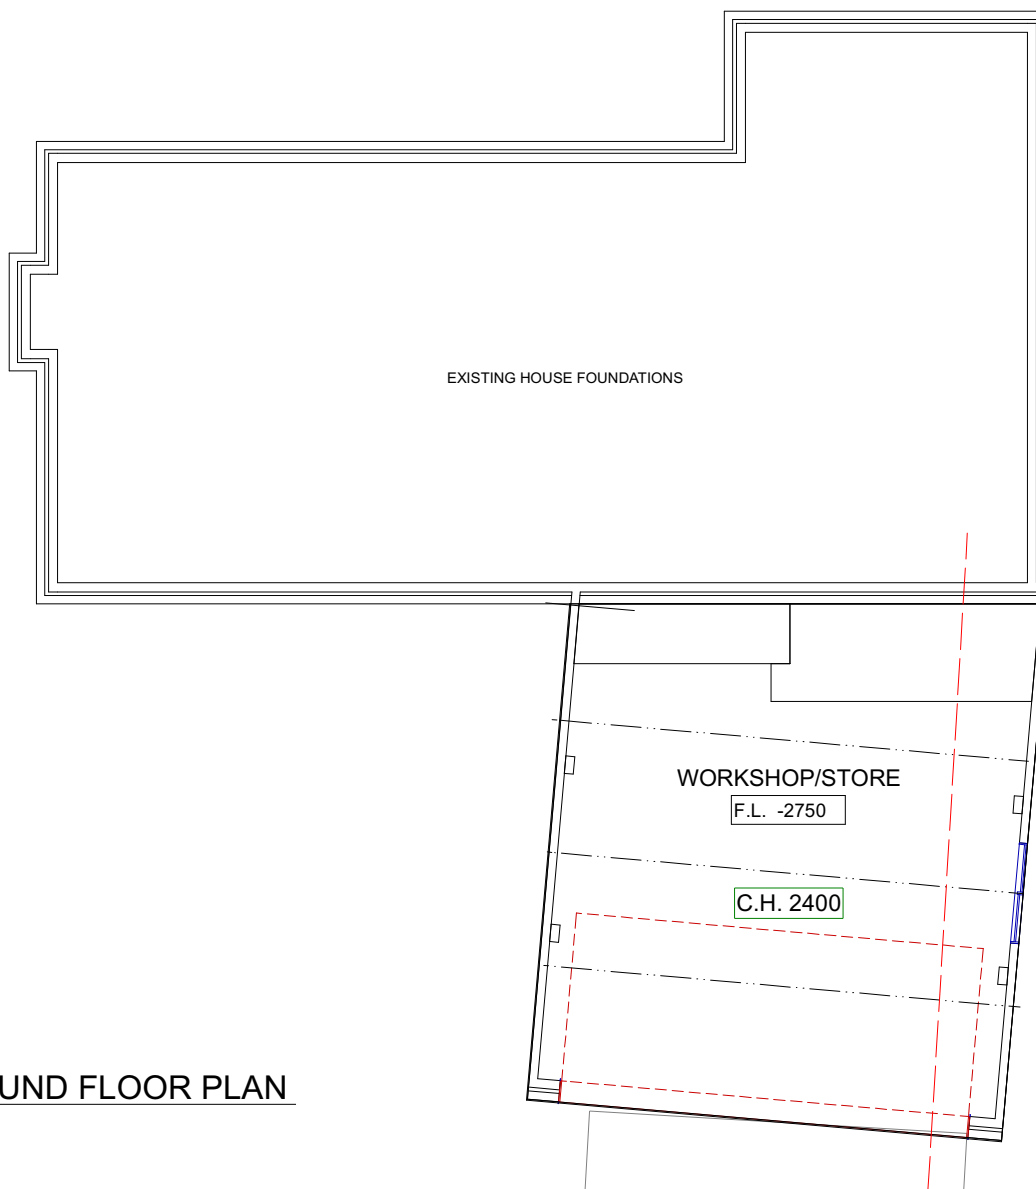 EXISTING HOUSE FOUNDATIONS
WORKSHOP/STORE
F.L. -2750
C.H. 2400
UND FLOOR PLAN